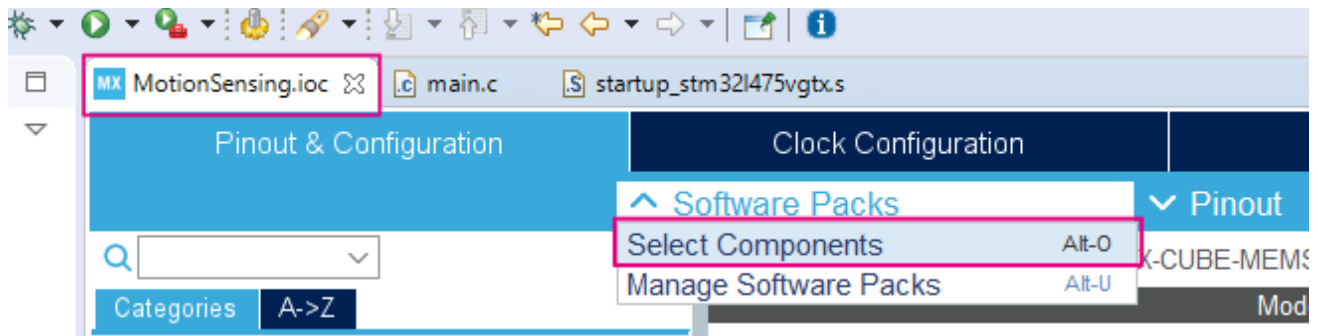 MX MotionSensing.ioc
.c main.c
.S startup_stm32l475vgtx.s
Pinout & Configuration
Clock Configuration
Software Packs
Pinout
Select Components Alt-O
Manage Software Packs Alt-U
X-CUBE-MEMS
Categories
A->Z
Mod